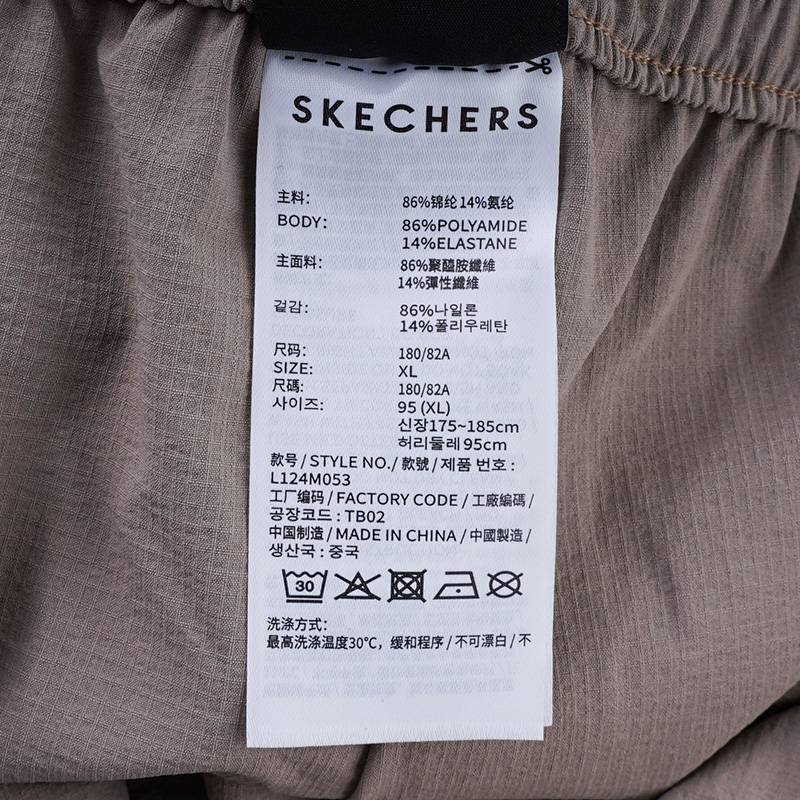 SKECHERS
主料: 86%锦纶 14%氨纶
BODY: 86%POLYAMIDE
14%ELASTANE
主面料: 86%聚醯胺纖維
14%彈性纖維
겉감: 86%나일론
14%폴리우레탄
尺码: 180/82A
SIZE: XL
尺碼: 180/82A
사이즈: 95 (XL)
신장175~185cm
허리둘레95cm
款号 / STYLE NO./ 款號 / 제품 번호 :
L124M053
工厂编码 / FACTORY CODE / 工廠編碼 /
공장코드 : TB02
中国制造 / MADE IN CHINA / 中國製造 /
생산국 : 중국
30
洗涤方式:
最高洗涤温度30℃，缓和程序 / 不可漂白 / 不